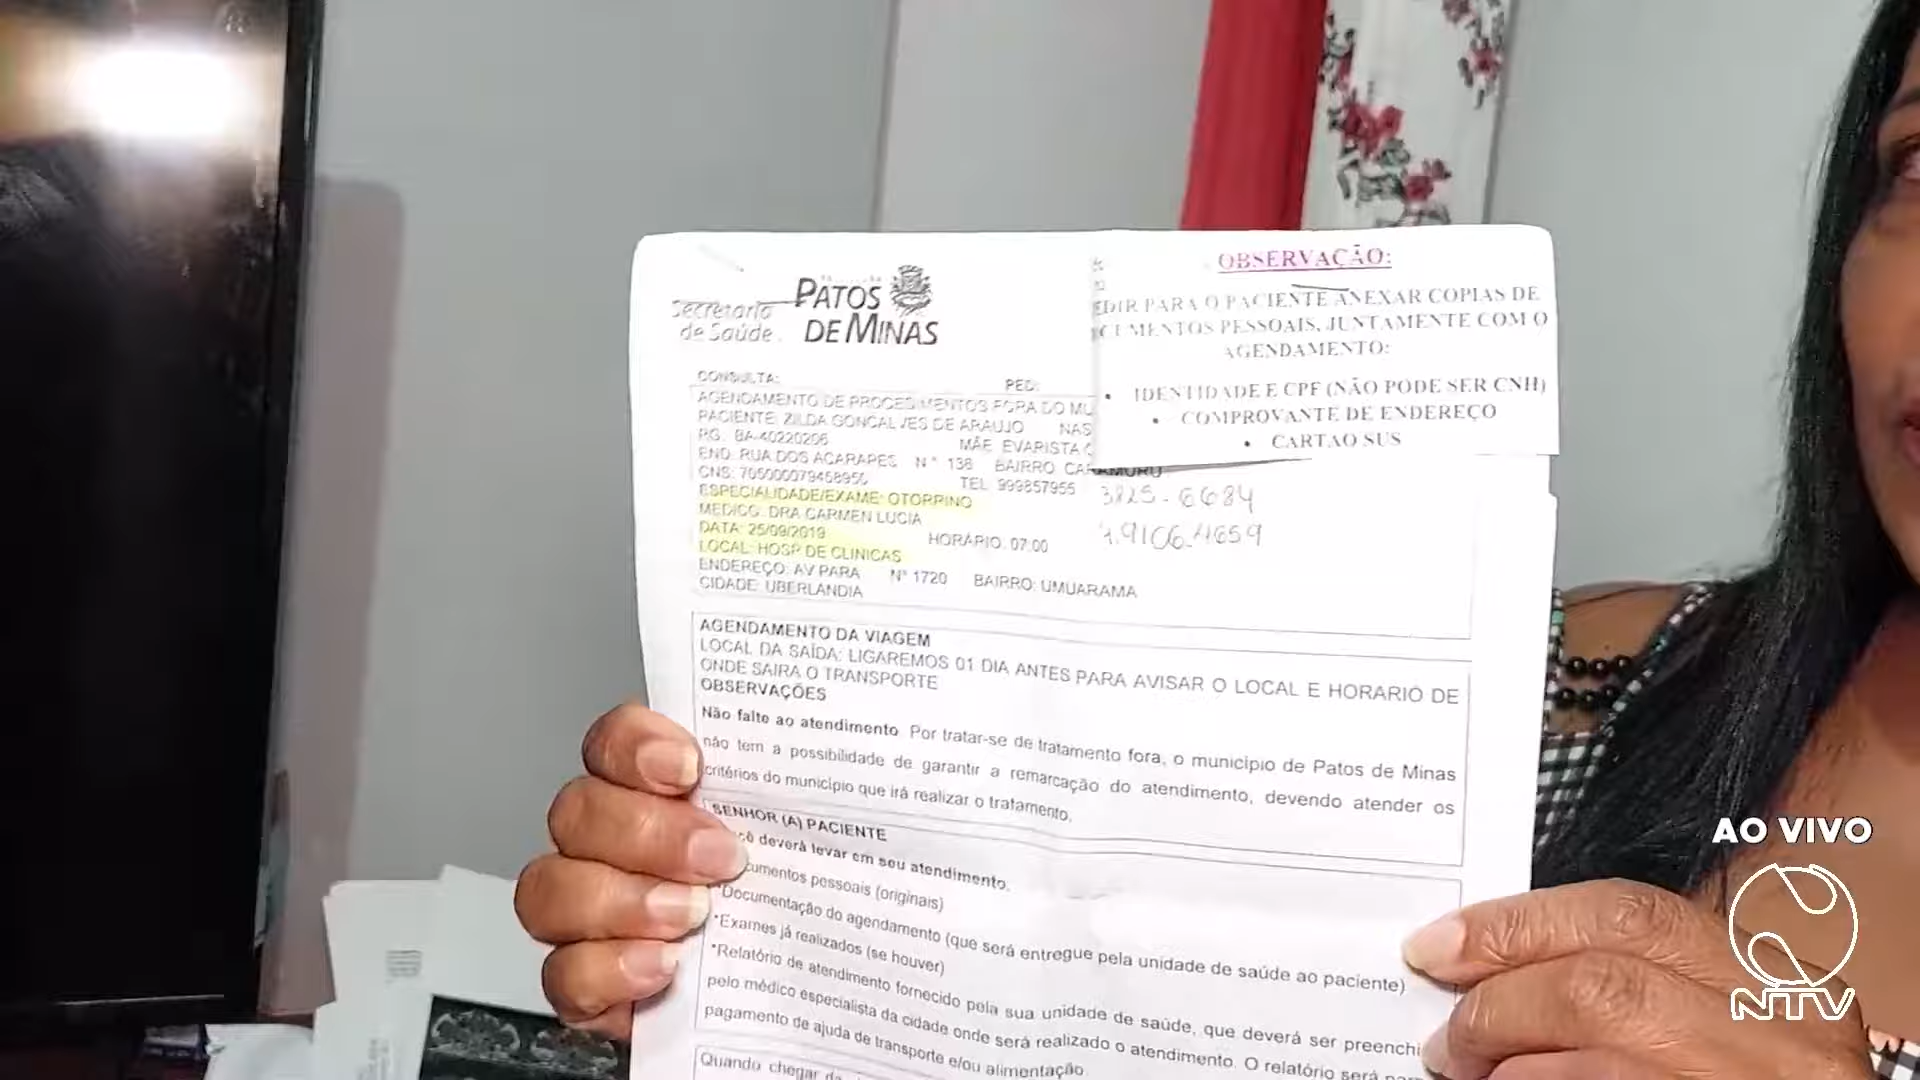 Secretaria
de Saúde
PATOS
DE MINAS
OBSERVAÇÃO:
EDIR PARA O PACIENTE ANEXAR COPIAS DE
CUMENTOS PESSOAIS, JUNTAMENTE COM O
AGENDAMENTO:
• IDENTIDADE E CPF (NÃO PODE SER CNH)
• COMPROVANTE DE ENDEREÇO
• CARTAO SUS
CONSULTA: PED:
AGENDAMENTO DE PROCEDIMENTOS FORA DO MU
PACIENTE: ZILDA GONCALVES DE ARAUJO NAS
RG. BA-40220206 MÃE EVARISTA
END: RUA DOS ACARAPES N° 138 BAIRRO CARAMURU
CNS: 705000079458950 TEL 999857955 3825-6684
ESPECIALIDADE/EXAME: OTORRINO
MEDICO: DRA CARMEN LUCIA 9.9106-4659
DATA: 25/09/2019 HORÁRIO: 07:00
LOCAL: HOSP DE CLINICAS
ENDEREÇO: AV PARA N° 1720 BAIRRO: UMUARAMA
CIDADE: UBERLANDIA
AGENDAMENTO DA VIAGEM
LOCAL DA SAÍDA: LIGAREMOS 01 DIA ANTES PARA AVISAR O LOCAL E HORARIO DE
ONDE SAIRA O TRANSPORTE
OBSERVAÇÕES
Não falte ao atendimento. Por tratar-se de tratamento fora, o município de Patos de Minas
não tem a possibilidade de garantir a remarcação do atendimento, devendo atender os
critérios do município que irá realizar o tratamento.
SENHOR (A) PACIENTE
cê deverá levar em seu atendimento.
cumentos pessoais (originais)
*Documentação do agendamento (que será entregue pela unidade de saúde ao paciente)
*Exames já realizados (se houver)
*Relatório de atendimento fornecido pela sua unidade de saúde, que deverá ser preenchi
pelo médico especialista da cidade onde será realizado o atendimento. O relatório será par
pagamento de ajuda de transporte e/ou alimentação.
Quando chegar da
AO VIVO
NTV